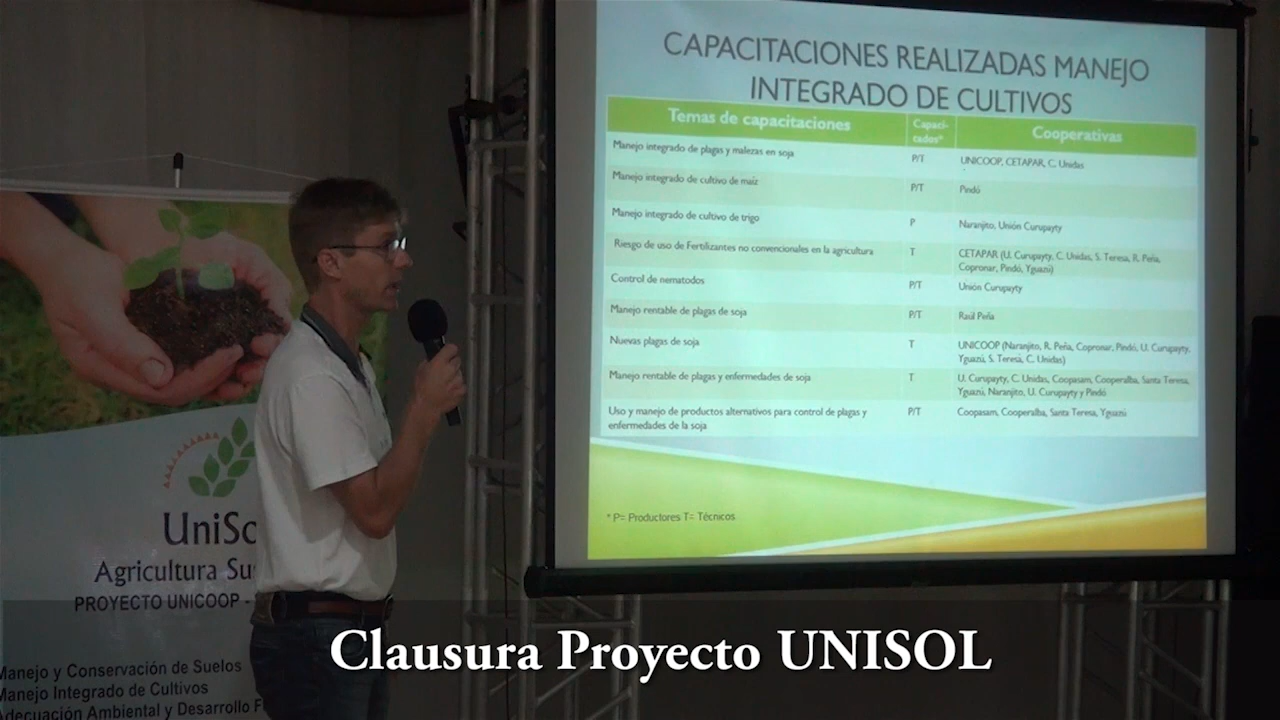 CAPACITACIONES REALIZADAS MANEJO
INTEGRADO DE CULTIVOS
Temas de capacitaciones Capaci-
citados* Cooperativas
Manejo integrado de plagas y malezas en soja P/T UNICOOP, CETAPAR, C. Unidas
Manejo integrado de cultivo de maíz P/T Pindó
Manejo integrado de cultivo de trigo P Naranjito, Unión Curupayty
Riesgo de uso de Fertilizantes no convencionales en la agricultura T CETAPAR (U. Curupayty, C. Unidas, S. Teresa, R. Peña,
Copronar, Pindó, Yguazú)
Control de nematodos P/T Unión Curupayty
Manejo rentable de plagas de soja P/T Raúl Peña
Nuevas plagas de soja T UNICOOP (Naranjito, R. Peña, Copronar, Pindó, U. Curupayty,
Yguazú, S. Teresa, C. Unidas)
Manejo rentable de plagas y enfermedades de soja T U. Curupayty, C. Unidas, Coopasam, Cooperalba, Santa Teresa,
Yguazú, Naranjito, U. Curupayty y Pindó
Uso y manejo de productos alternativos para control de plagas y P/T Coopasam, Cooperalba, Santa Teresa, Yguazú
enfermedades de la soja
* P= Productores T= Técnicos
UniSo
Agricultura Su
PROYECTO UNICOOP -
Manejo y Conservación de Suelos
Manejo Integrado de Cultivos
Adecuación Ambiental y Desarrollo F
Clausura Proyecto UNISOL